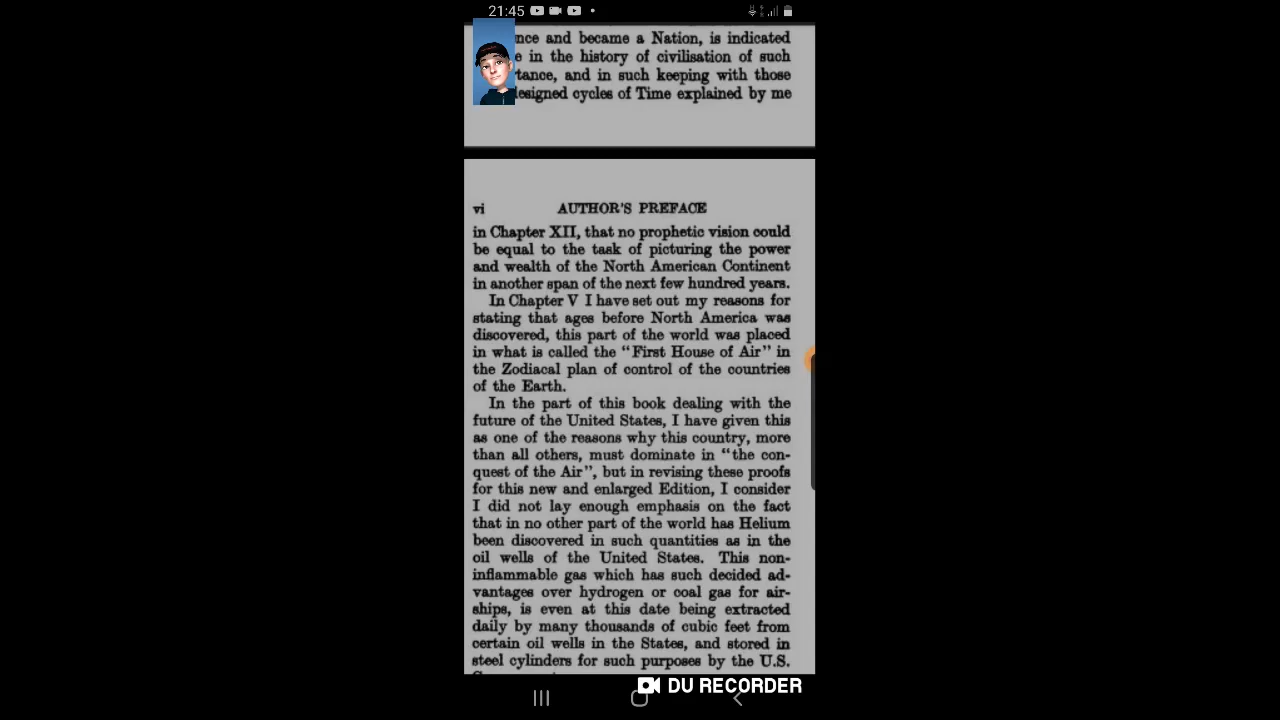 21:45
nce and became a Nation, is indicated
e in the history of civilisation of such
tance, and in such keeping with those
designed cycles of Time explained by me
vi AUTHOR'S PREFACE
in Chapter XII, that no prophetic vision could
be equal to the task of picturing the power
and wealth of the North American Continent
in another span of the next few hundred years.
In Chapter V I have set out my reasons for
stating that ages before North America was
discovered, this part of the world was placed
in what is called the "First House of Air" in
the Zodiacal plan of control of the countries
of the Earth.
In the part of this book dealing with the
future of the United States, I have given this
as one of the reasons why this country, more
than all others, must dominate in "the con-
quest of the Air", but in revising these proofs
for this new and enlarged Edition, I consider
I did not lay enough emphasis on the fact
that in no other part of the world has Helium
been discovered in such quantities as in the
oil wells of the United States. This non-
inflammable gas which has such decided ad-
vantages over hydrogen or coal gas for air-
ships, is even at this date being extracted
daily by many thousands of cubic feet from
certain oil wells in the States, and stored in
steel cylinders for such purposes by the U.S.
DU RECORDER